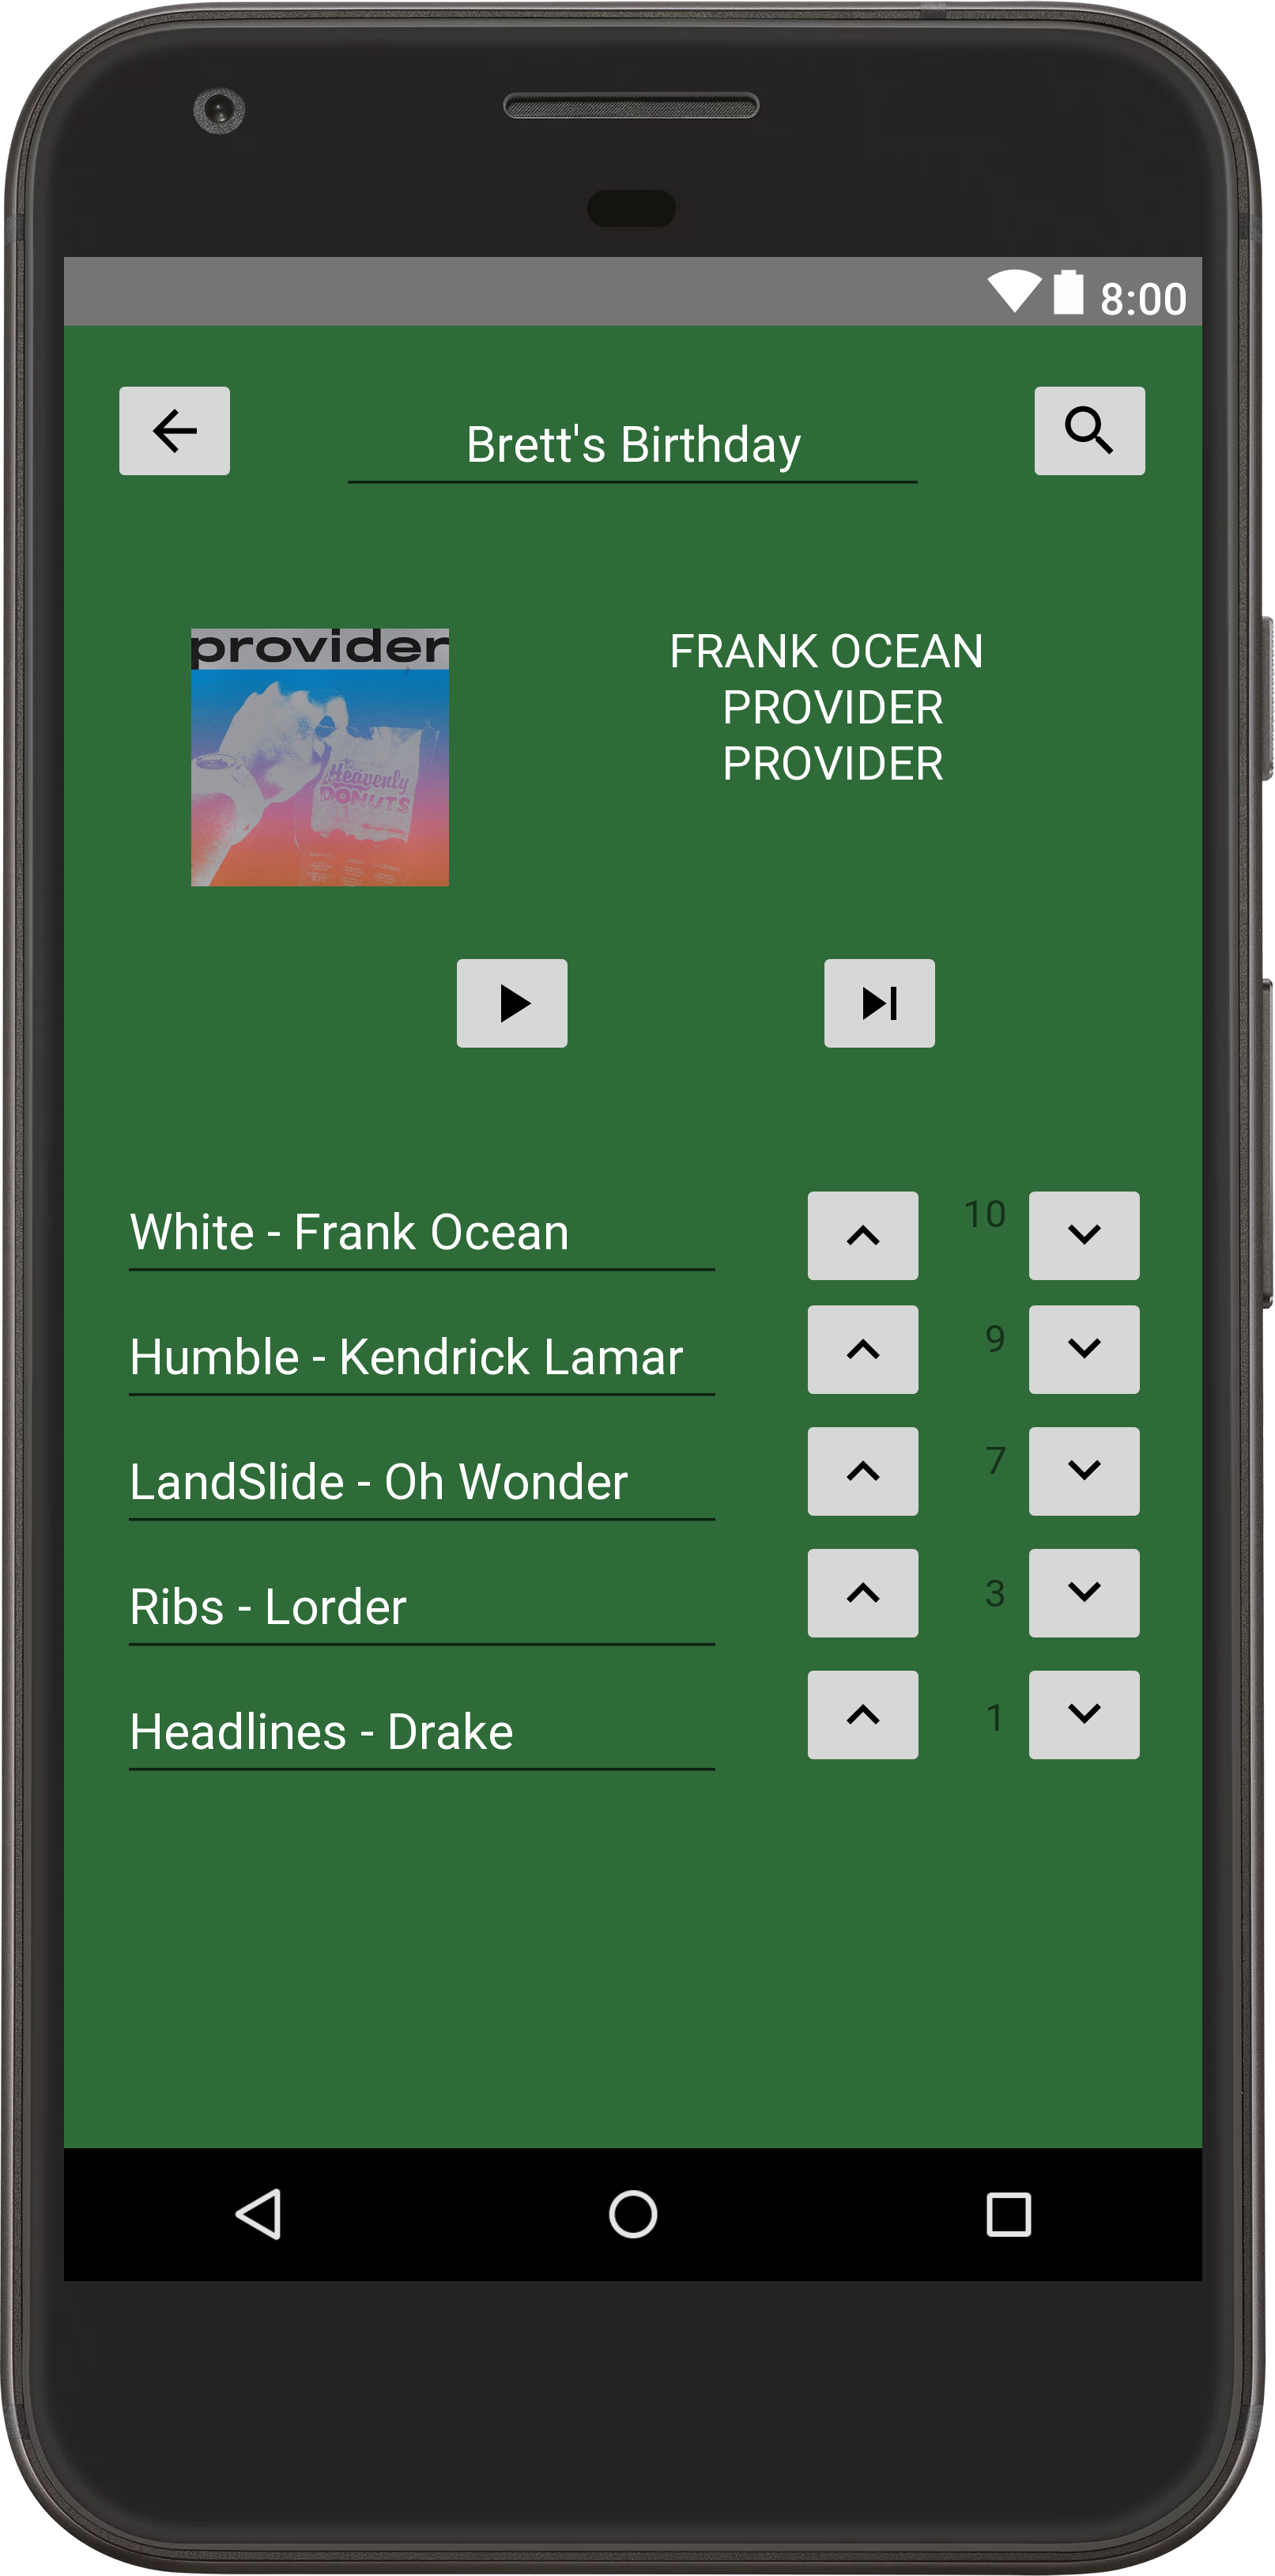 8:00
Brett's Birthday
provider
Heavenly
DONUTS
FRANK OCEAN
PROVIDER
PROVIDER
White - Frank Ocean 10
Humble - Kendrick Lamar 9
LandSlide - Oh Wonder 7
Ribs - Lorder 3
Headlines - Drake 1